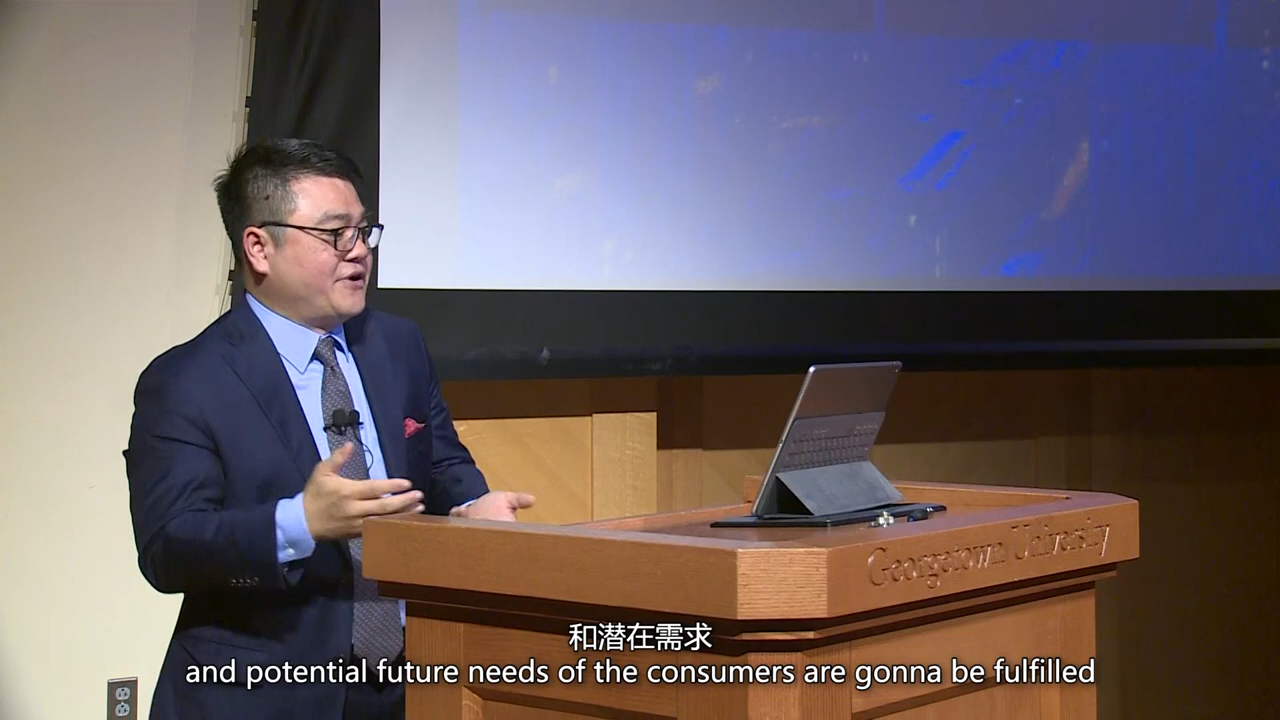 Georgetown University
和潜在需求
and potential future needs of the consumers are gonna be fulfilled